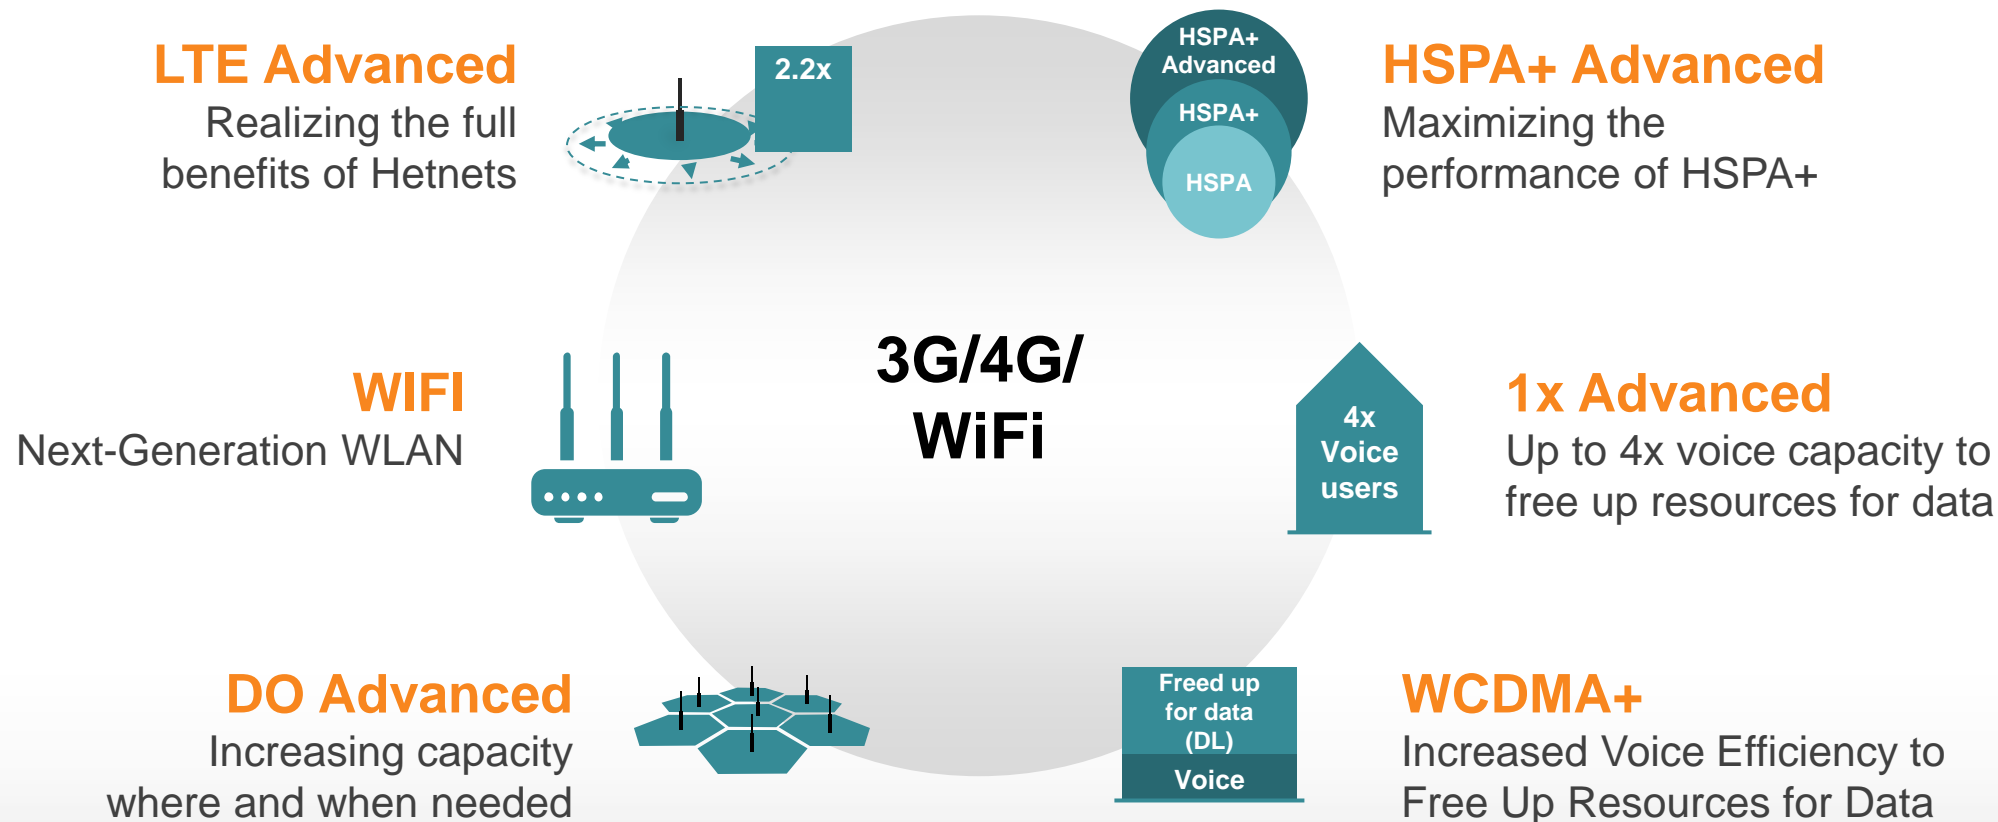 LTE Advanced
Realizing the full
benefits of Hetnets
2.2x
HSPA+
Advanced
HSPA+
HSPA
HSPA+ Advanced
Maximizing the
performance of HSPA+
WIFI
Next-Generation WLAN
3G/4G/
WiFi
4x
Voice
users
1x Advanced
Up to 4x voice capacity to
free up resources for data
DO Advanced
Increasing capacity
where and when needed
Freed up
for data
(DL)
Voice
WCDMA+
Increased Voice Efficiency to
Free Up Resources for Data